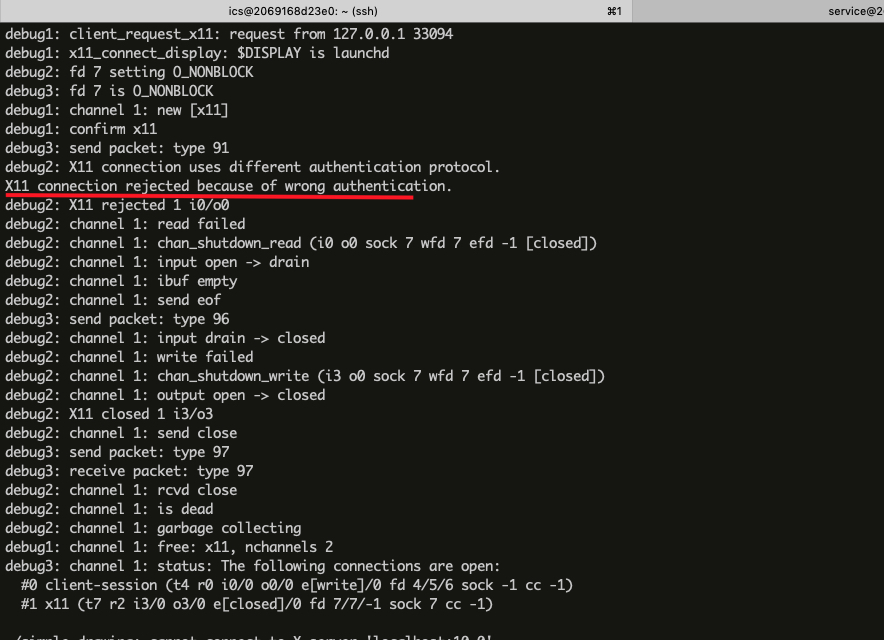 ics@2069168d23e0: ~ (ssh) ⌘1 service@2
debug1: client_request_x11: request from 127.0.0.1 33094
debug1: x11_connect_display: $DISPLAY is launchd
debug2: fd 7 setting O_NONBLOCK
debug3: fd 7 is O_NONBLOCK
debug1: channel 1: new [x11]
debug1: confirm x11
debug3: send packet: type 91
debug2: X11 connection uses different authentication protocol.
X11 connection rejected because of wrong authentication.
debug2: X11 rejected 1 i0/o0
debug2: channel 1: read failed
debug2: channel 1: chan_shutdown_read (i0 o0 sock 7 wfd 7 efd -1 [closed])
debug2: channel 1: input open -> drain
debug2: channel 1: ibuf empty
debug2: channel 1: send eof
debug3: send packet: type 96
debug2: channel 1: input drain -> closed
debug2: channel 1: write failed
debug2: channel 1: chan_shutdown_write (i3 o0 sock 7 wfd 7 efd -1 [closed])
debug2: channel 1: output open -> closed
debug2: X11 closed 1 i3/o3
debug2: channel 1: send close
debug3: send packet: type 97
debug3: receive packet: type 97
debug2: channel 1: rcvd close
debug2: channel 1: is dead
debug2: channel 1: garbage collecting
debug1: channel 1: free: x11, nchannels 2
debug3: channel 1: status: The following connections are open:
#0 client-session (t4 r0 i0/0 o0/0 e[write]/0 fd 4/5/6 sock -1 cc -1)
#1 x11 (t7 r2 i3/0 o3/0 e[closed]/0 fd 7/7/-1 sock 7 cc -1)
./simple-drawing: cannot connect to X server 'localhost:10.0'